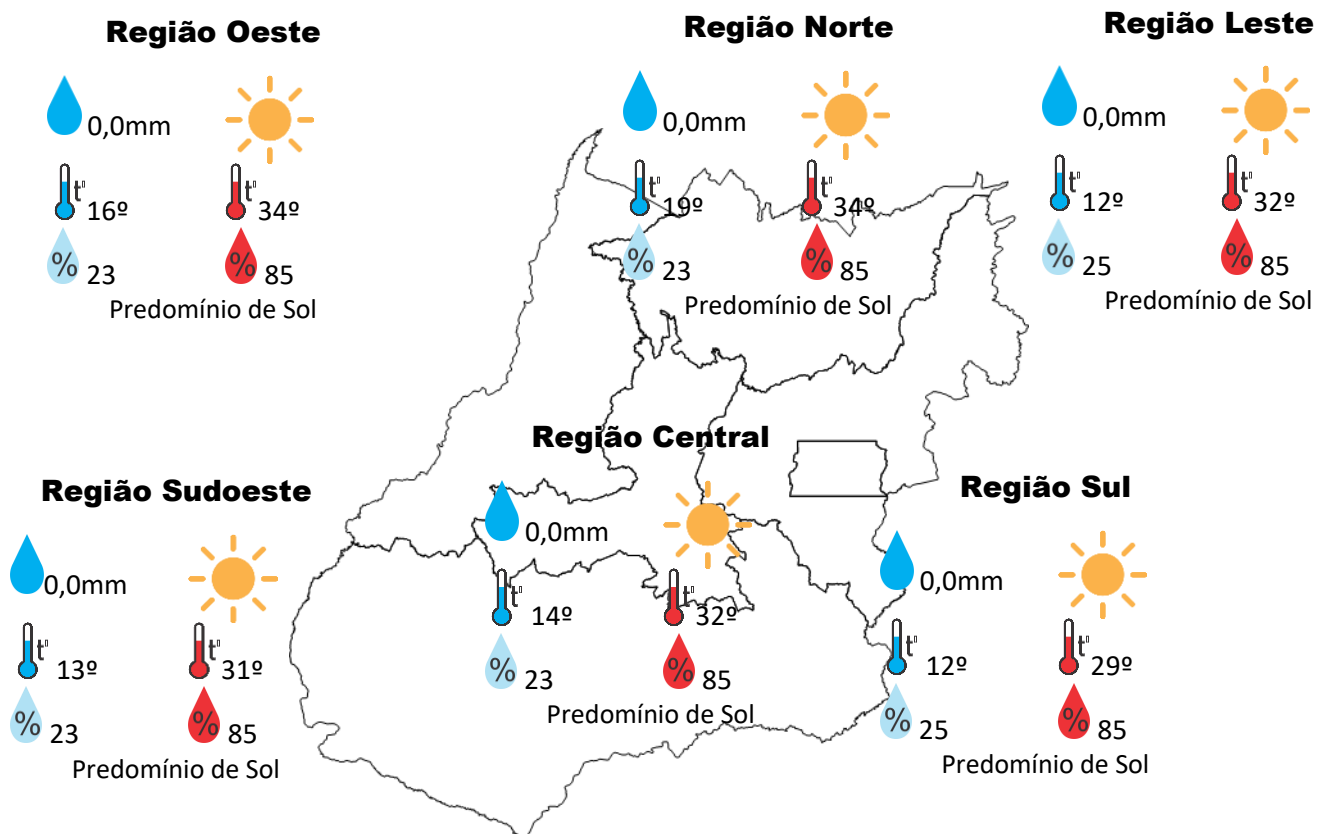 Região Oeste
0,0mm
t°
16º
t°
34º
%
23
%
85
Predomínio de Sol
Região Norte
0,0mm
t°
19º
t°
34º
%
23
%
85
Predomínio de Sol
Região Leste
0,0mm
t°
12º
t°
32º
%
25
%
85
Predomínio de Sol
Região Sudoeste
0,0mm
t°
13º
t°
31º
%
23
%
85
Predomínio de Sol
Região Central
0,0mm
t°
14º
t°
32º
%
23
%
85
Predomínio de Sol
Região Sul
0,0mm
t°
12º
t°
29º
%
25
%
85
Predomínio de Sol